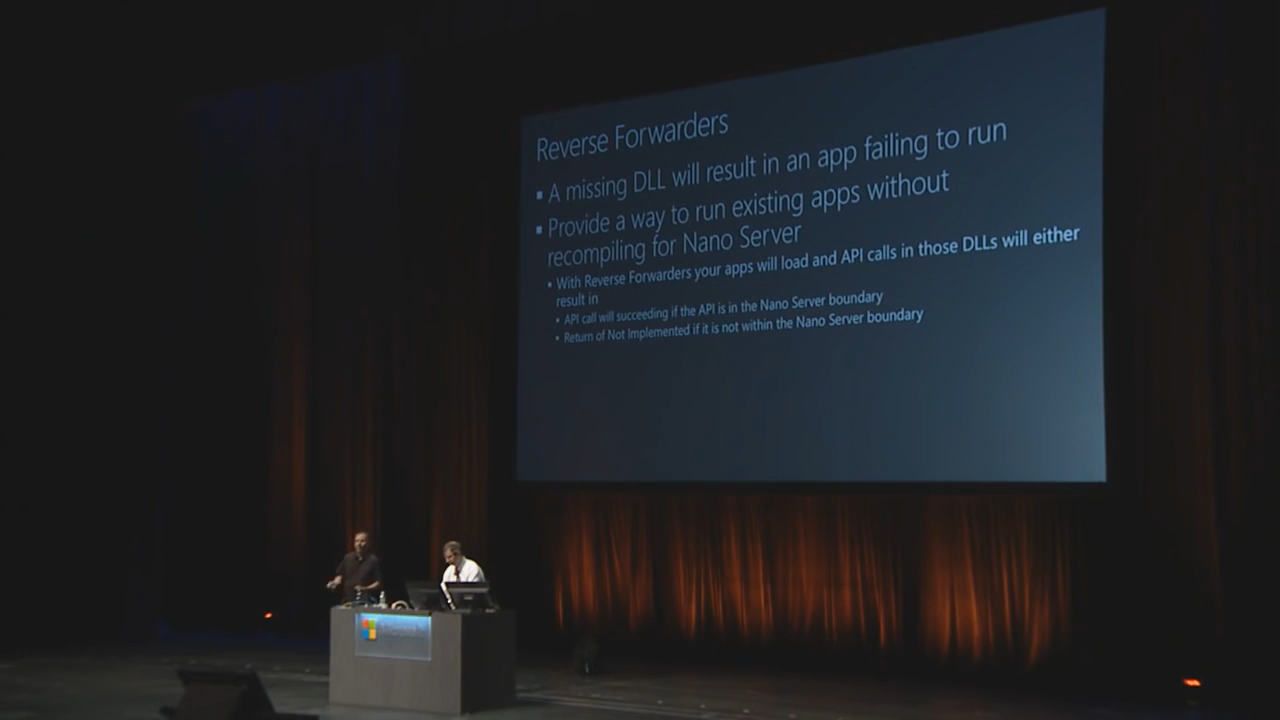 Reverse Forwarders
A missing DLL will result in an app failing to run
Provide a way to run existing apps without
recompiling for Nano Server
With Reverse Forwarders your apps will load and API calls in those DLLs will either
result in
API call will succeeding if the API is in the Nano Server boundary
Return of Not Implemented if it is not within the Nano Server boundary